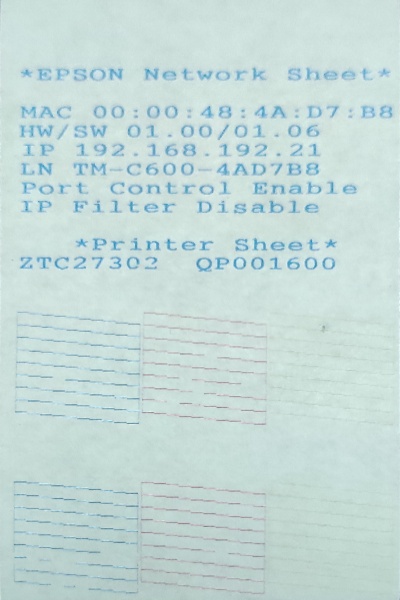 *EPSON Network Sheet*
MAC 00:00:48:4A:D7:B8
HW/SW 01.00/01.06
IP 192.168.192.21
LN TM-C600-4AD7B8
Port Control Enable
IP Filter Disable
*Printer Sheet*
ZTC27302 QP001600